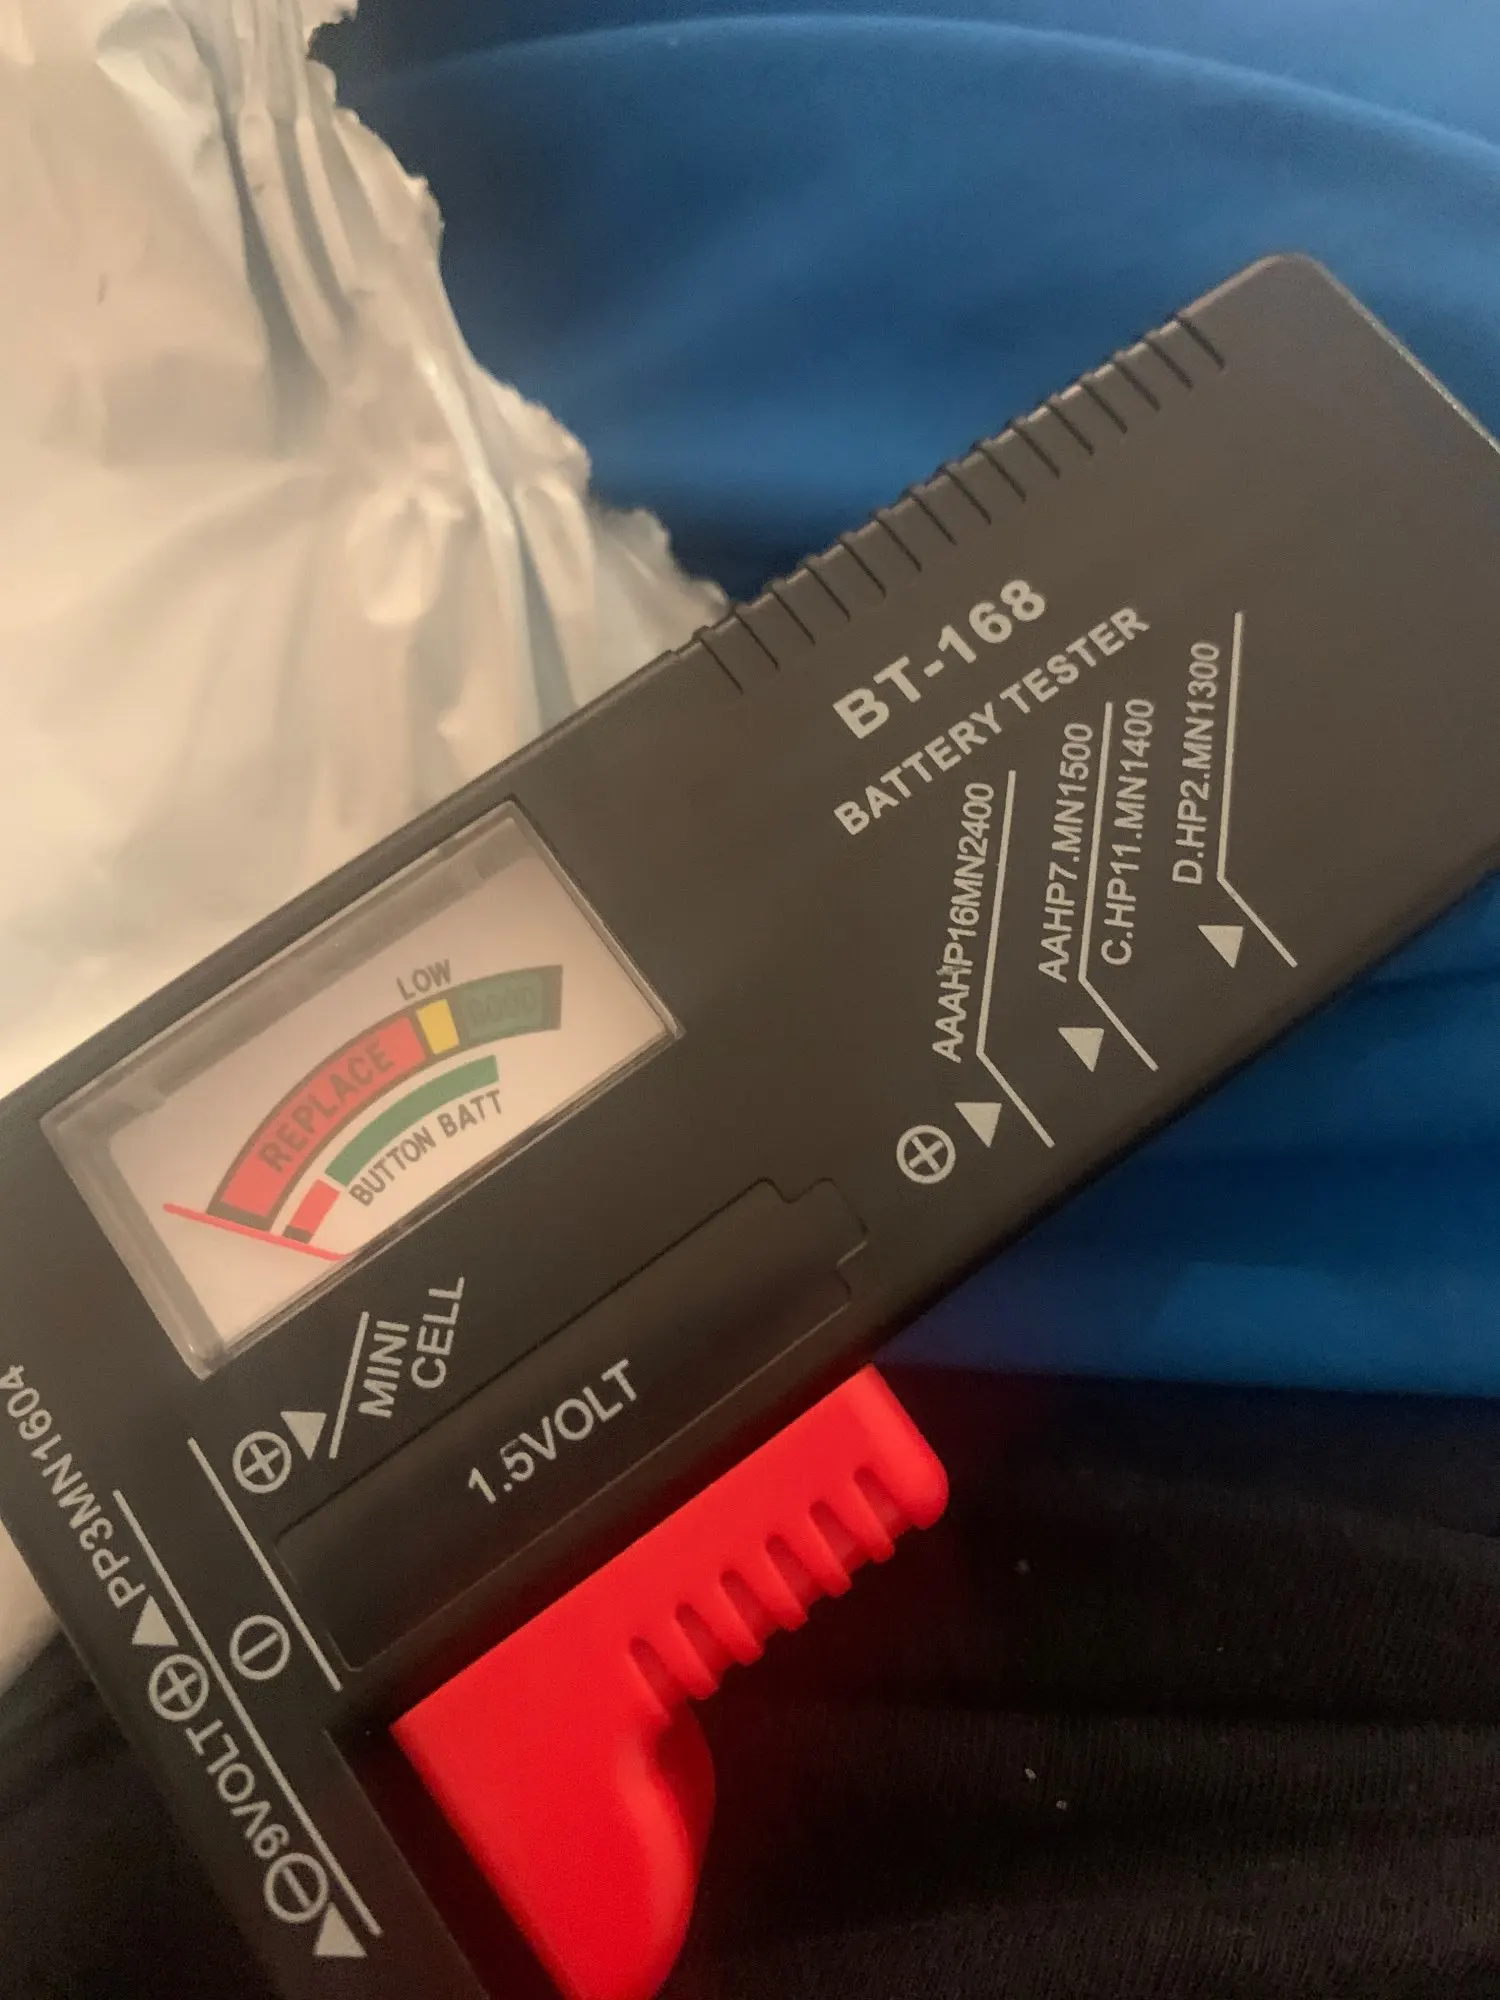 BT-168
BATTERY TESTER
AAAHP16MN2400
AAHP7.MN1500
C.HP11.MN1400
D.HP2.MN1300
LOW
REPLACE
GOOD
BUTTON BATT
MINI
CELL
1.5VOLT
9VOLT
PP3MN1604